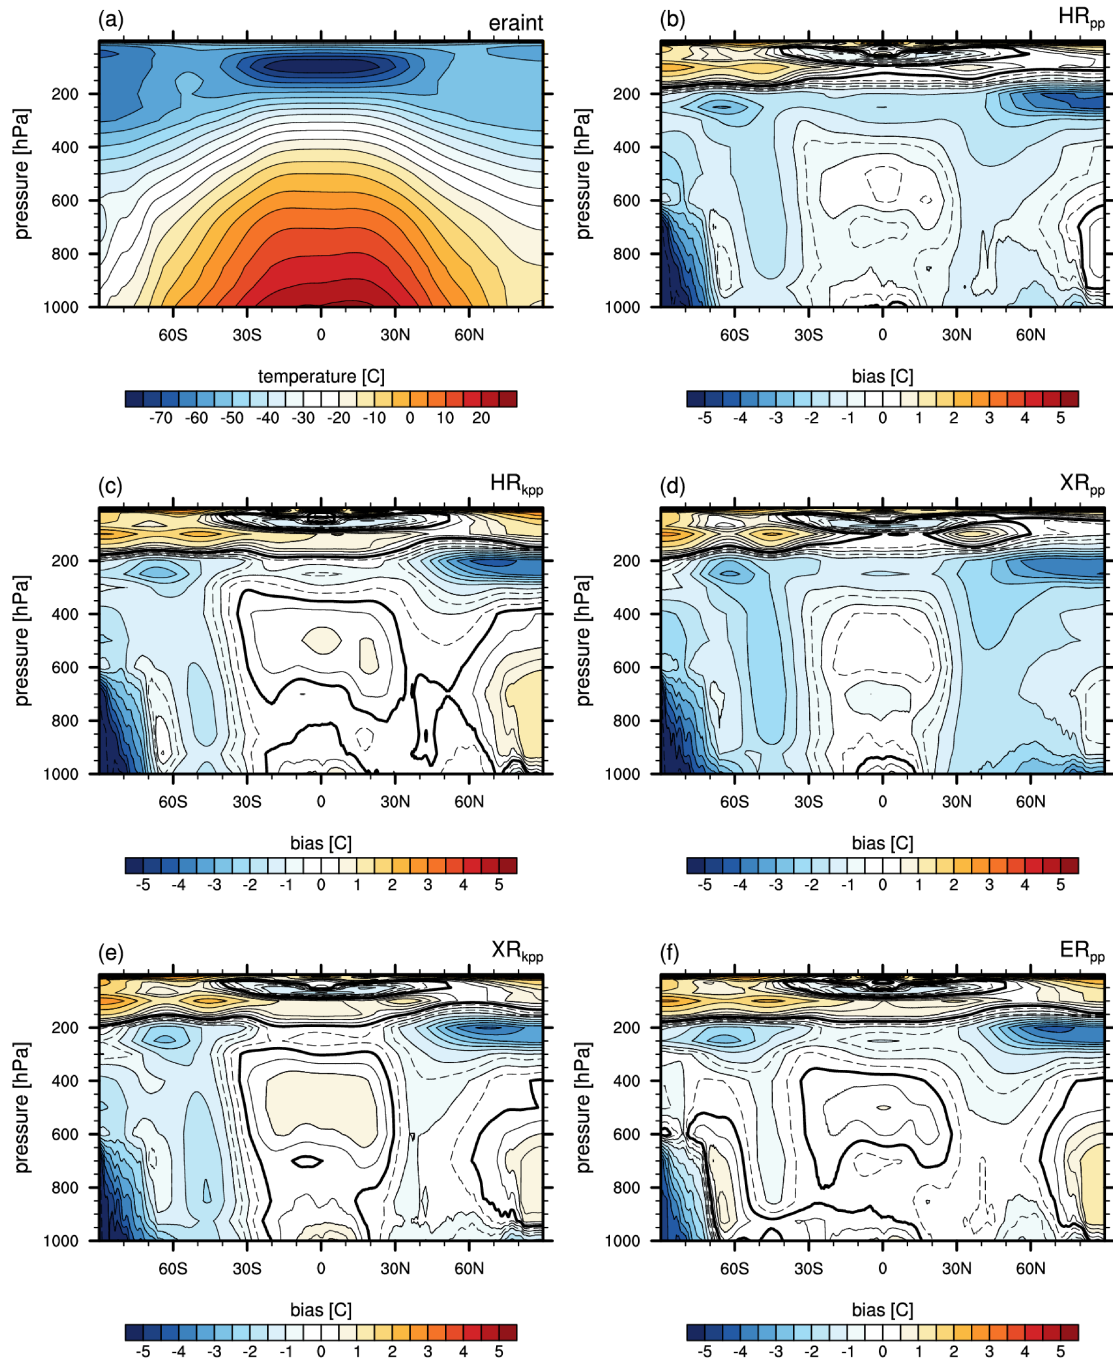 (a) eraint
pressure [hPa]
200
400
600
800
1000
60S 30S 0 30N 60N
temperature [C]
-70 -60 -50 -40 -30 -20 -10 0 10 20
(b) HRpp
pressure [hPa]
200
400
600
800
1000
60S 30S 0 30N 60N
bias [C]
-5 -4 -3 -2 -1 0 1 2 3 4 5
(c) HRkpp
pressure [hPa]
200
400
600
800
1000
60S 30S 0 30N 60N
bias [C]
-5 -4 -3 -2 -1 0 1 2 3 4 5
(d) XRpp
pressure [hPa]
200
400
600
800
1000
60S 30S 0 30N 60N
bias [C]
-5 -4 -3 -2 -1 0 1 2 3 4 5
(e) XRkpp
pressure [hPa]
200
400
600
800
1000
60S 30S 0 30N 60N
bias [C]
-5 -4 -3 -2 -1 0 1 2 3 4 5
(f) ERpp
pressure [hPa]
200
400
600
800
1000
60S 30S 0 30N 60N
bias [C]
-5 -4 -3 -2 -1 0 1 2 3 4 5